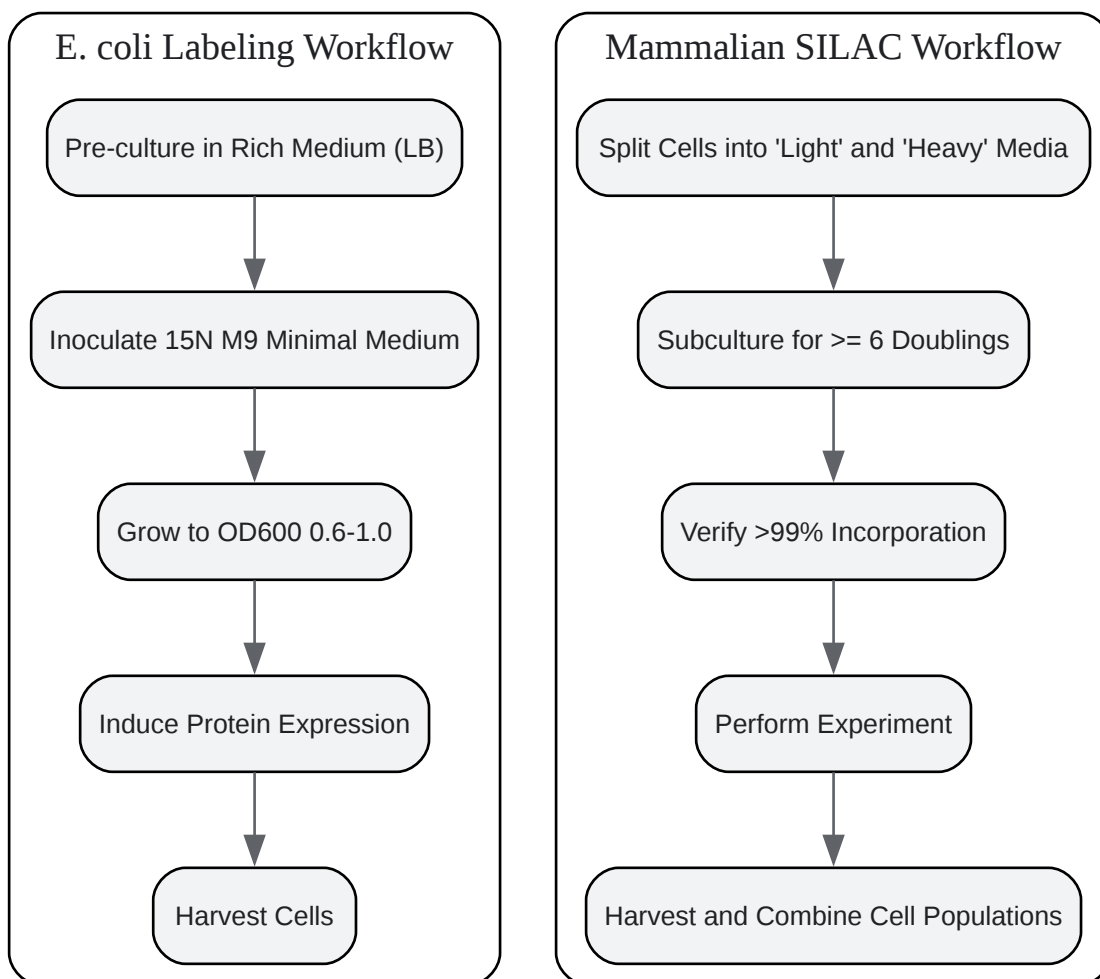 E. coli Labeling Workflow
Pre-culture in Rich Medium (LB)
Inoculate 15N M9 Minimal Medium
Grow to OD600 0.6-1.0
Induce Protein Expression
Harvest Cells
Mammalian SILAC Workflow
Split Cells into 'Light' and 'Heavy' Media
Subculture for >= 6 Doublings
Verify >99% Incorporation
Perform Experiment
Harvest and Combine Cell Populations